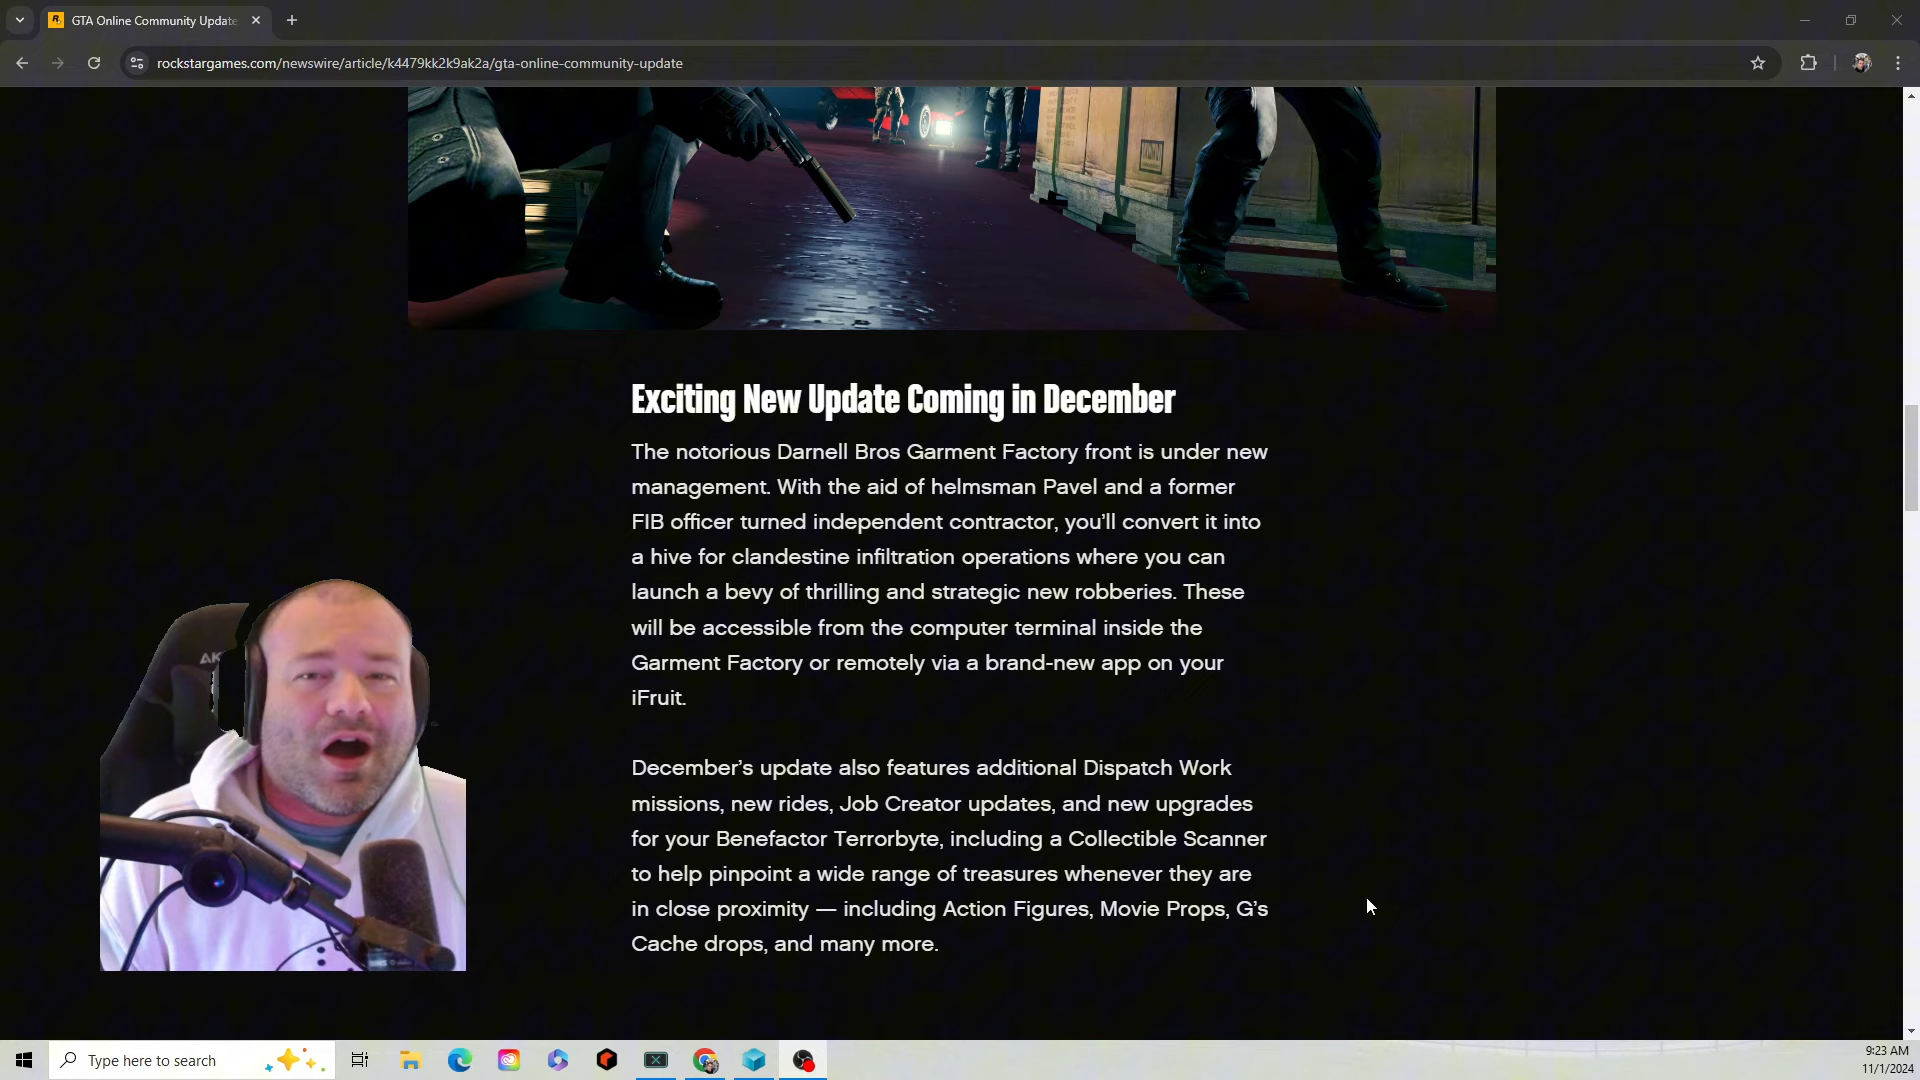 GTA Online Community Update
rockstargames.com/newswire/article/k4479kk2k9ak2a/gta-online-community-update
Exciting New Update Coming in December
The notorious Darnell Bros Garment Factory front is under new
management. With the aid of helmsman Pavel and a former
FIB officer turned independent contractor, you’ll convert it into
a hive for clandestine infiltration operations where you can
launch a bevy of thrilling and strategic new robberies. These
will be accessible from the computer terminal inside the
Garment Factory or remotely via a brand-new app on your
iFruit.
December’s update also features additional Dispatch Work
missions, new rides, Job Creator updates, and new upgrades
for your Benefactor Terrorbyte, including a Collectible Scanner
to help pinpoint a wide range of treasures whenever they are
in close proximity — including Action Figures, Movie Props, G’s
Cache drops, and many more.
AK
Type here to search
9:23 AM
11/1/2024